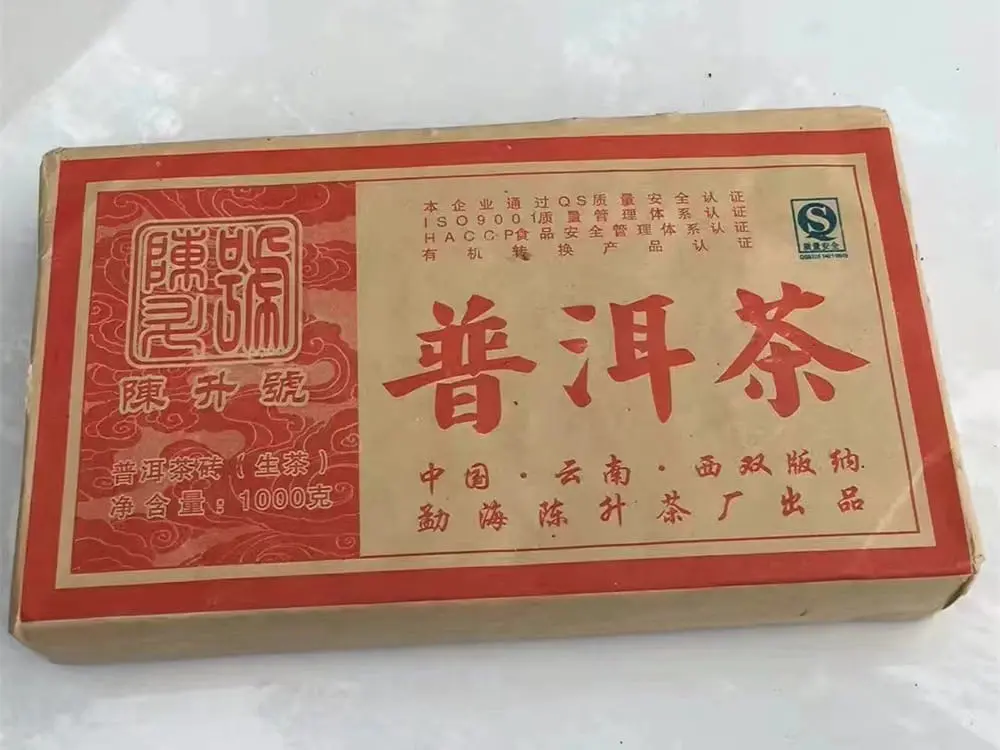 陳升號
陳升號
普洱茶砖(生茶)
净含量:1000克
本企业通过QS质量安全认证
ISO9001质量管理体系认证
HACCP食品安全管理体系认证
有机转换产品认证
质量安全
普洱茶
中国·云南·西双版纳
勐海陈升茶厂出品